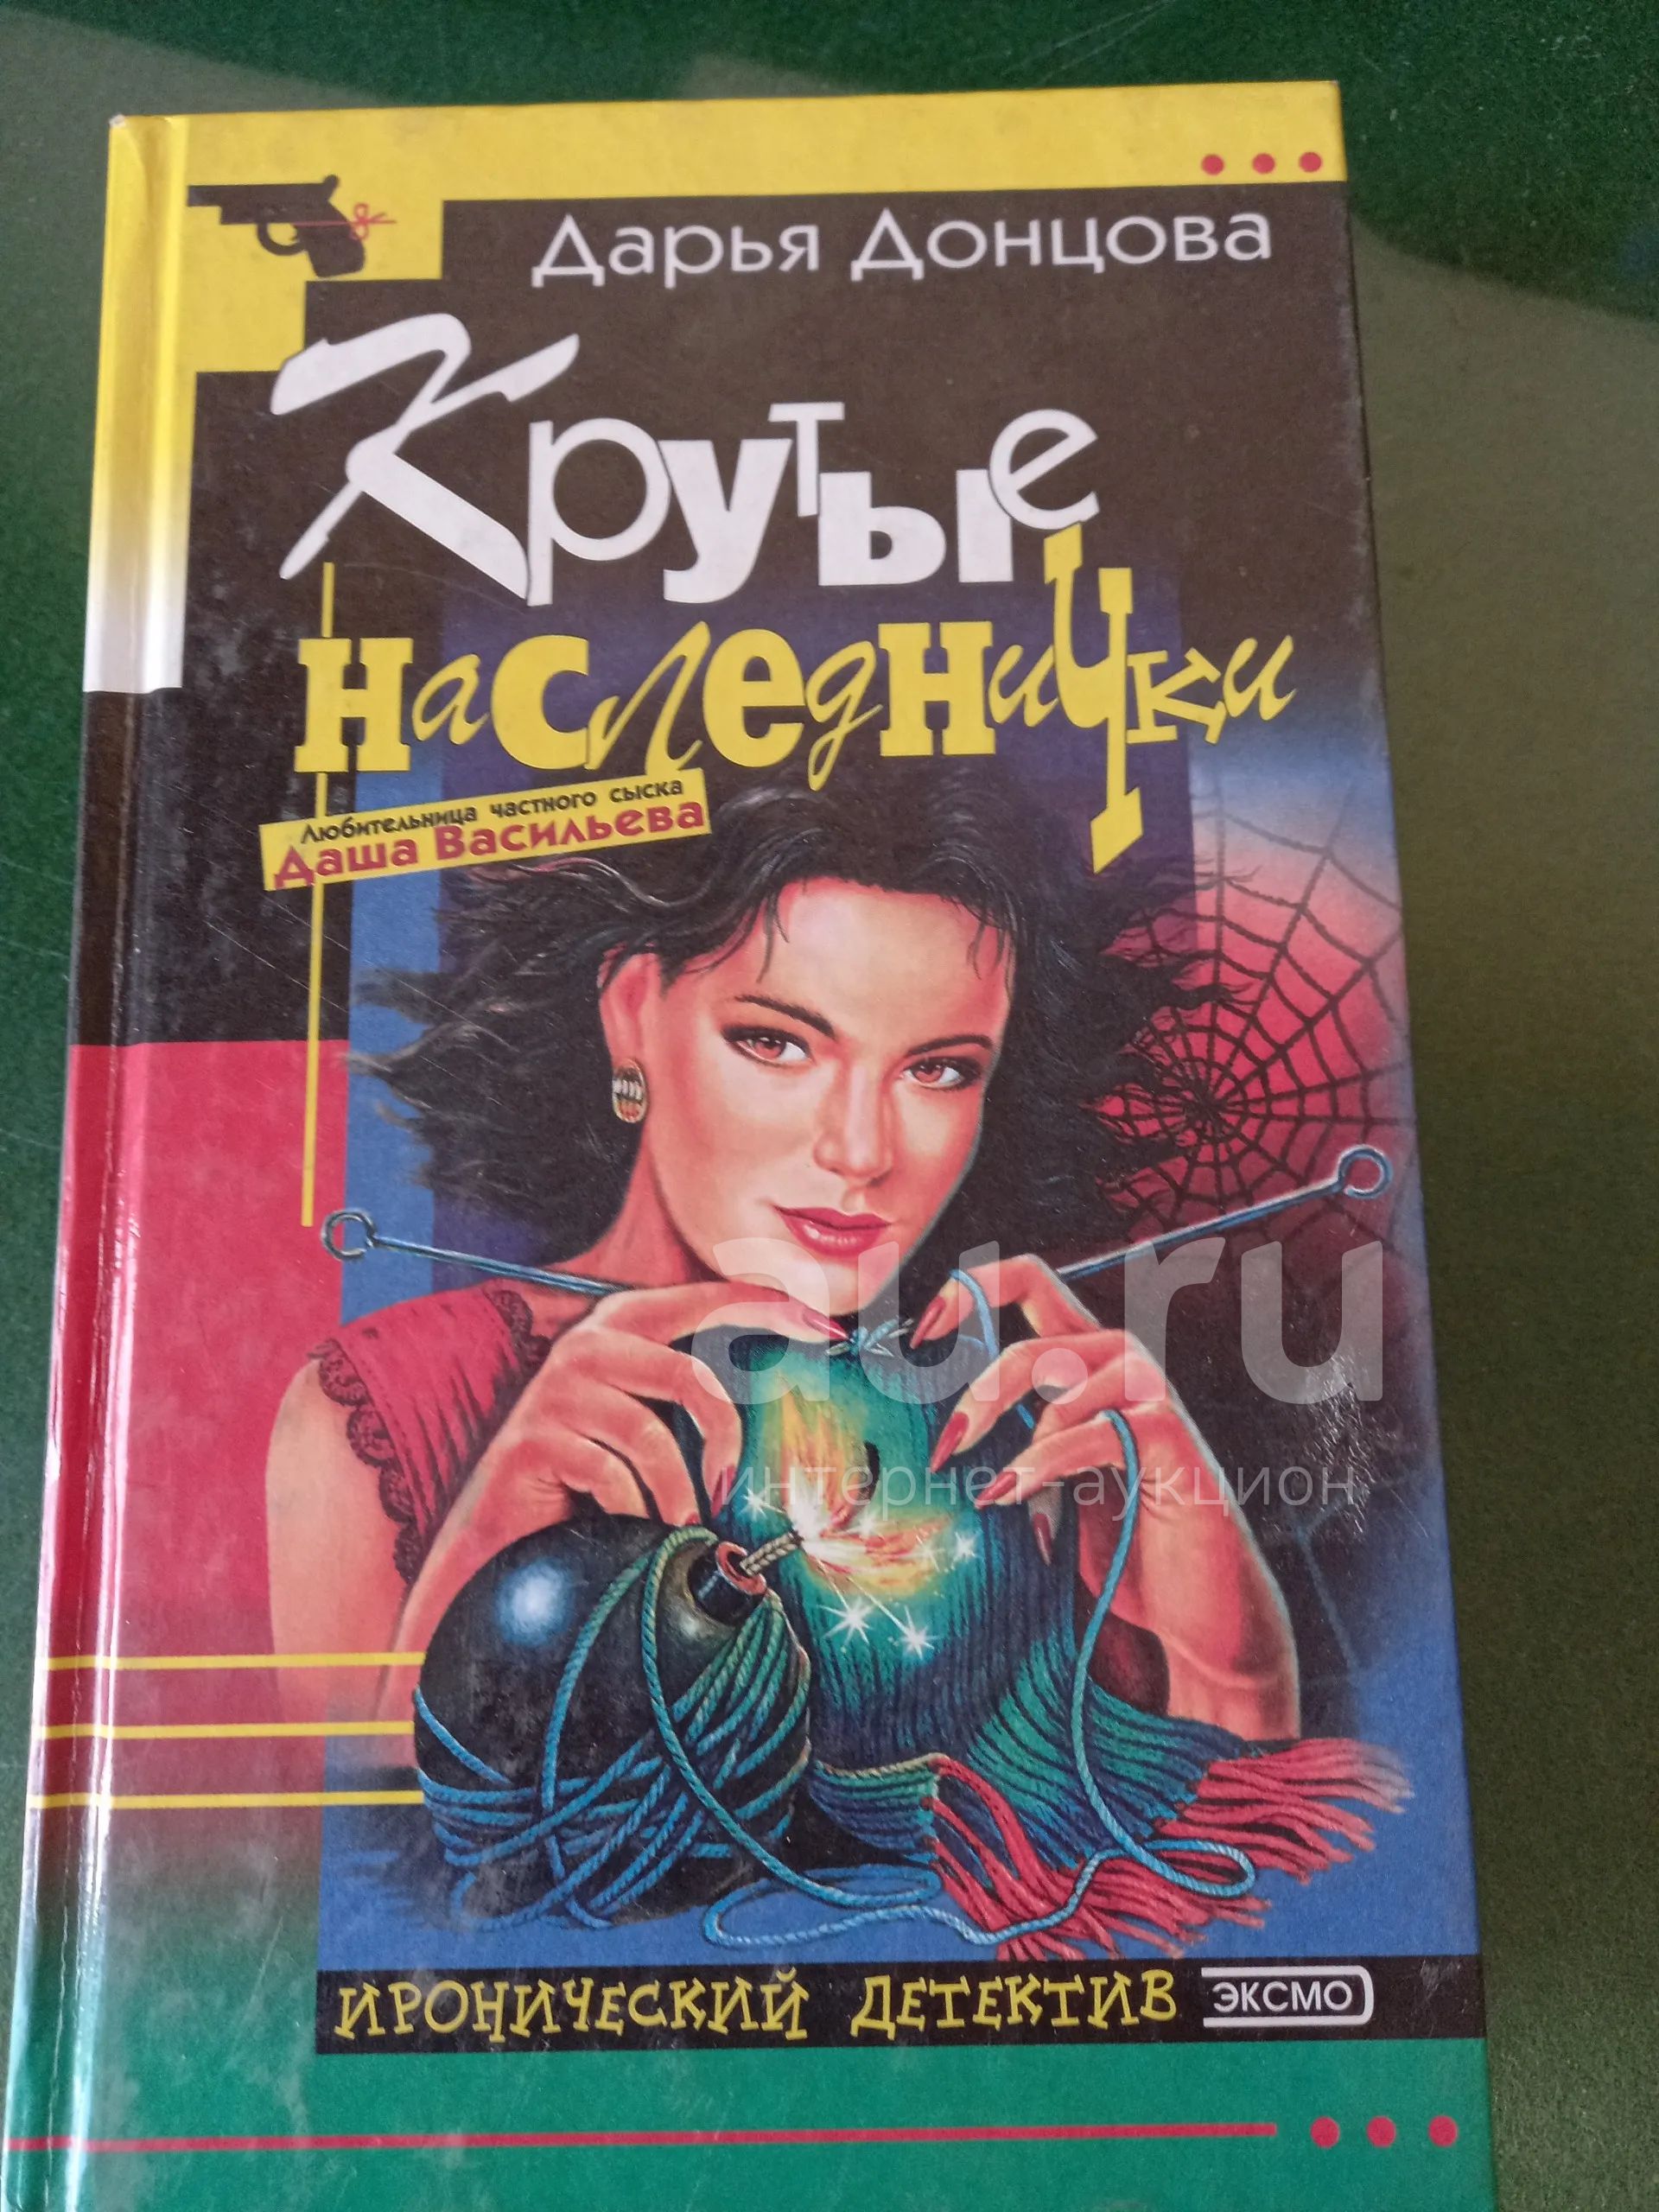 Дарья Донцова
Крутые
наследнички
Любительница частного сыска
Даша Васильева
au.ru
интернет-аукцион
ИРОНИЧЕСКИЙ ДЕТЕКТИВ ЭКСМО